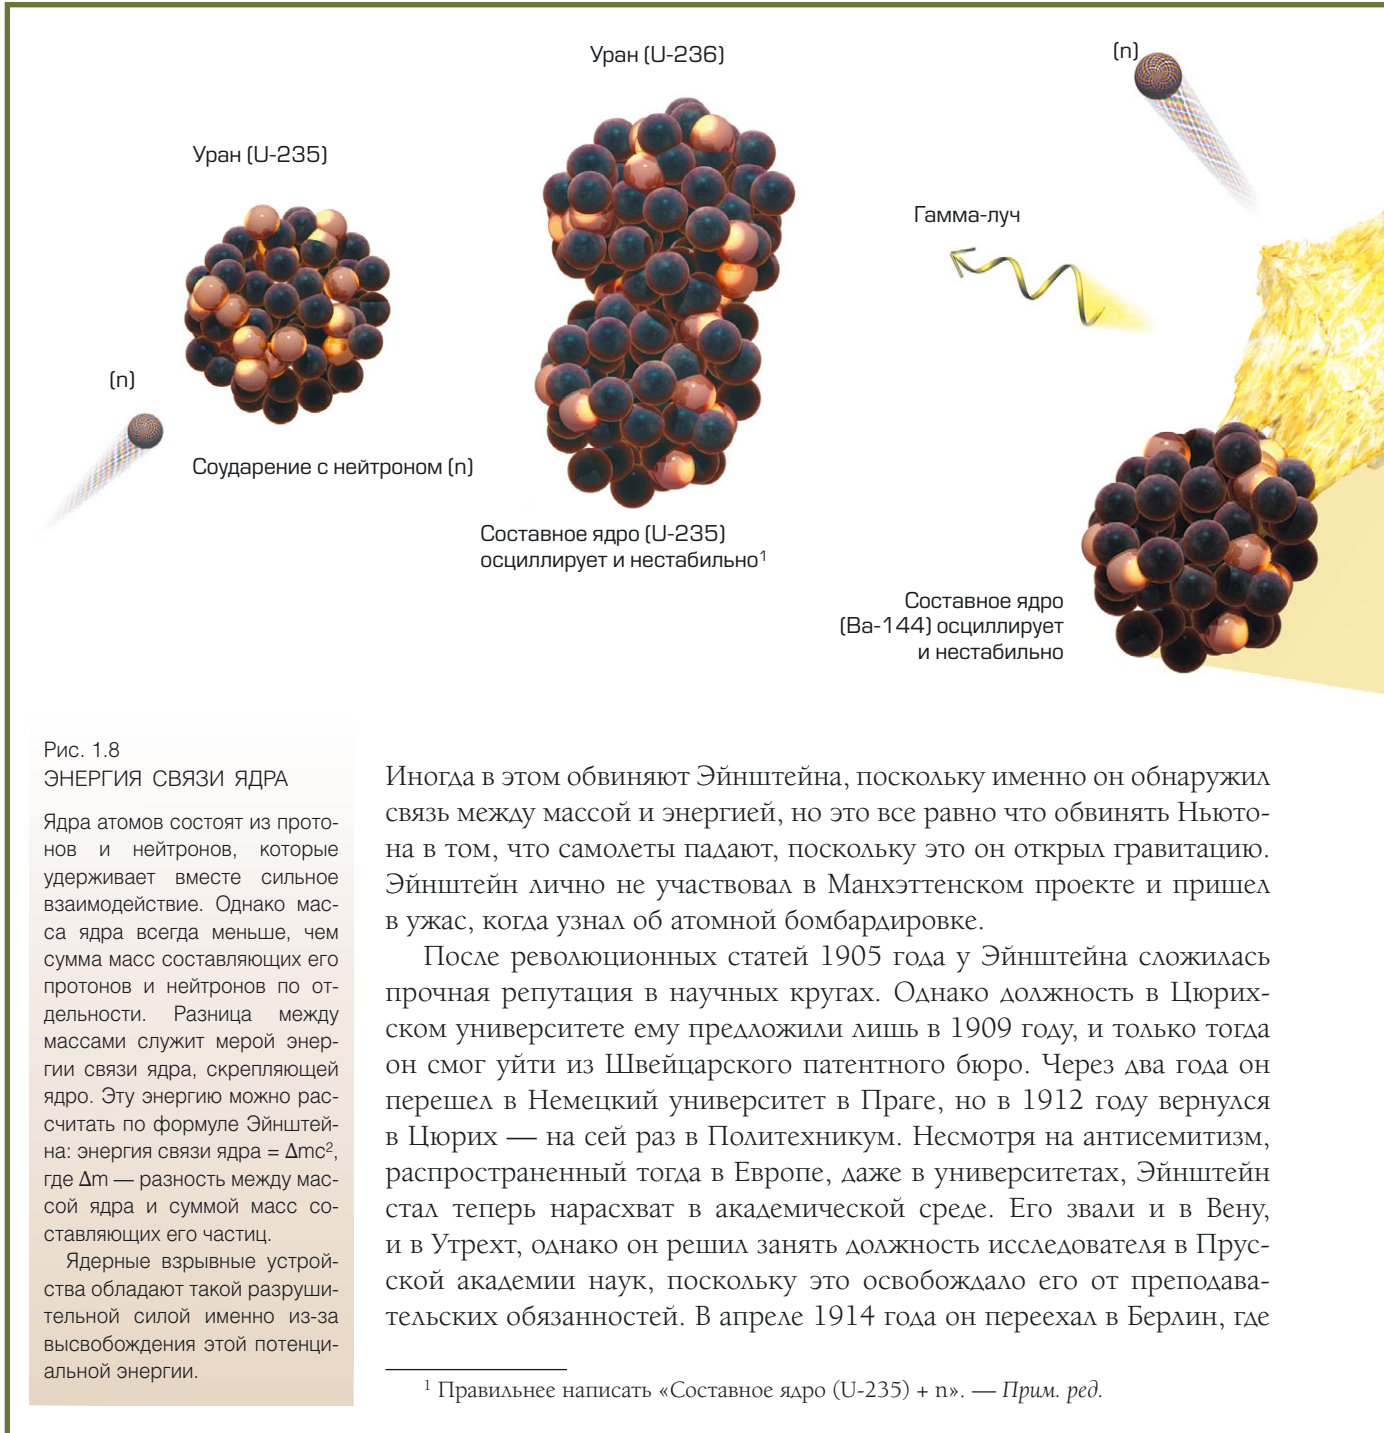 Уран (U-236)
(n)
Уран (U-235)
Гамма-луч
(n)
Соударение с нейтроном (n)
Составное ядро (U-235)
осциллирует и нестабильно¹
Составное ядро
(Ba-144) осциллирует
и нестабильно
Рис. 1.8
ЭНЕРГИЯ СВЯЗИ ЯДРА
Ядра атомов состоят из прото-
нов и нейтронов, которые
удерживает вместе сильное
взаимодействие. Однако мас-
са ядра всегда меньше, чем
сумма масс составляющих его
протонов и нейтронов по от-
дельности. Разница между
массами служит мерой энер-
гии связи ядра, скрепляющей
ядро. Эту энергию можно рас-
считать по формуле Эйнштей-
на: энергия связи ядра = Δmc²,
где Δm — разность между мас-
сой ядра и суммой масс со-
ставляющих его частиц.
Ядерные взрывные устрой-
ства обладают такой разруши-
тельной силой именно из-за
высвобождения этой потенци-
альной энергии.
Иногда в этом обвиняют Эйнштейна, поскольку именно он обнаружил
связь между массой и энергией, но это все равно что обвинять Ньюто-
на в том, что самолеты падают, поскольку это он открыл гравитацию.
Эйнштейн лично не участвовал в Манхэттенском проекте и пришел
в ужас, когда узнал об атомной бомбардировке.
После революционных статей 1905 года у Эйнштейна сложилась
прочная репутация в научных кругах. Однако должность в Цюрих-
ском университете ему предложили лишь в 1909 году, и только тогда
он смог уйти из Швейцарского патентного бюро. Через два года он
перешел в Немецкий университет в Праге, но в 1912 году вернулся
в Цюрих — на сей раз в Политехникум. Несмотря на антисемитизм,
распространенный тогда в Европе, даже в университетах, Эйнштейн
стал теперь нарасхват в академической среде. Его звали и в Вену,
и в Утрехт, однако он решил занять должность исследователя в Прус-
ской академии наук, поскольку это освобождало его от преподава-
тельских обязанностей. В апреле 1914 года он переехал в Берлин, где
¹ Правильнее написать «Составное ядро (U-235) + n». — Прим. ред.